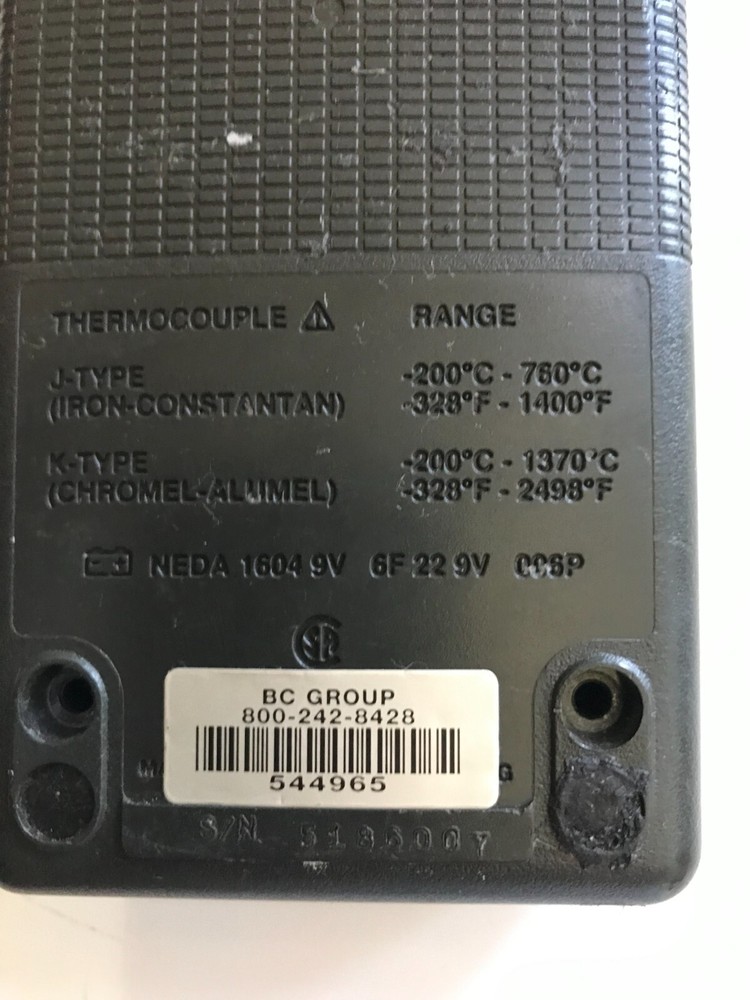 THERMOCOUPLE ⚠ RANGE
J-TYPE -200°C - 760°C
(IRON-CONSTANTAN) -328°F - 1400°F
K-TYPE -200°C - 1370°C
(CHROMEL-ALUMEL) -328°F - 2498°F
NEDA 1604 9V 6F 22 9V 006P
BC GROUP
800-242-8428
544965
S/N